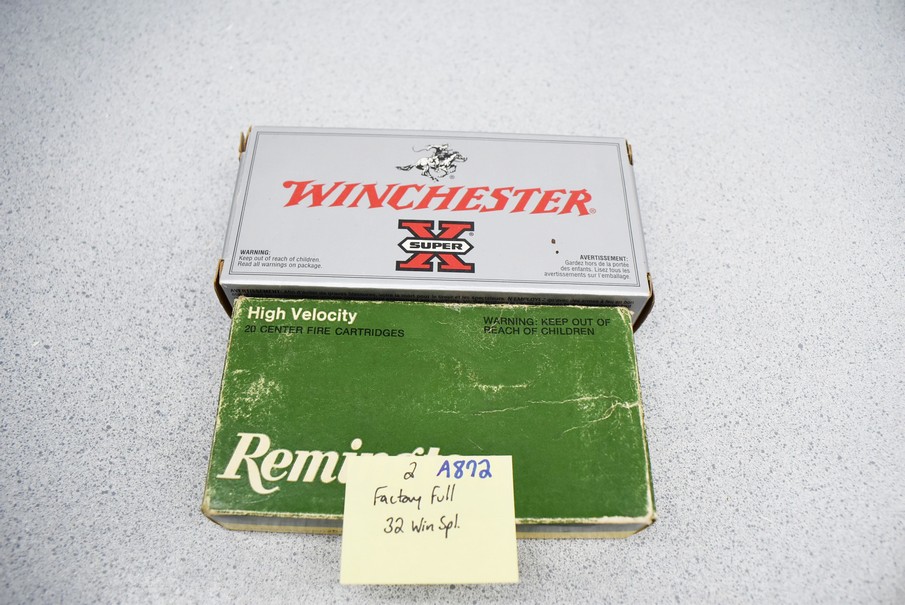 WINCHESTER®
SUPER X®
WARNING:
Keep out of reach of children.
Read all warnings on package.
AVERTISSEMENT:
Gardez hors de la portée
des enfants. Lisez tous les
avertissements sur l'emballage
High Velocity
20 CENTER FIRE CARTRIDGES
WARNING: KEEP OUT OF
REACH OF CHILDREN
Remingt
2 A872
Factory Full
32 Win Spl.